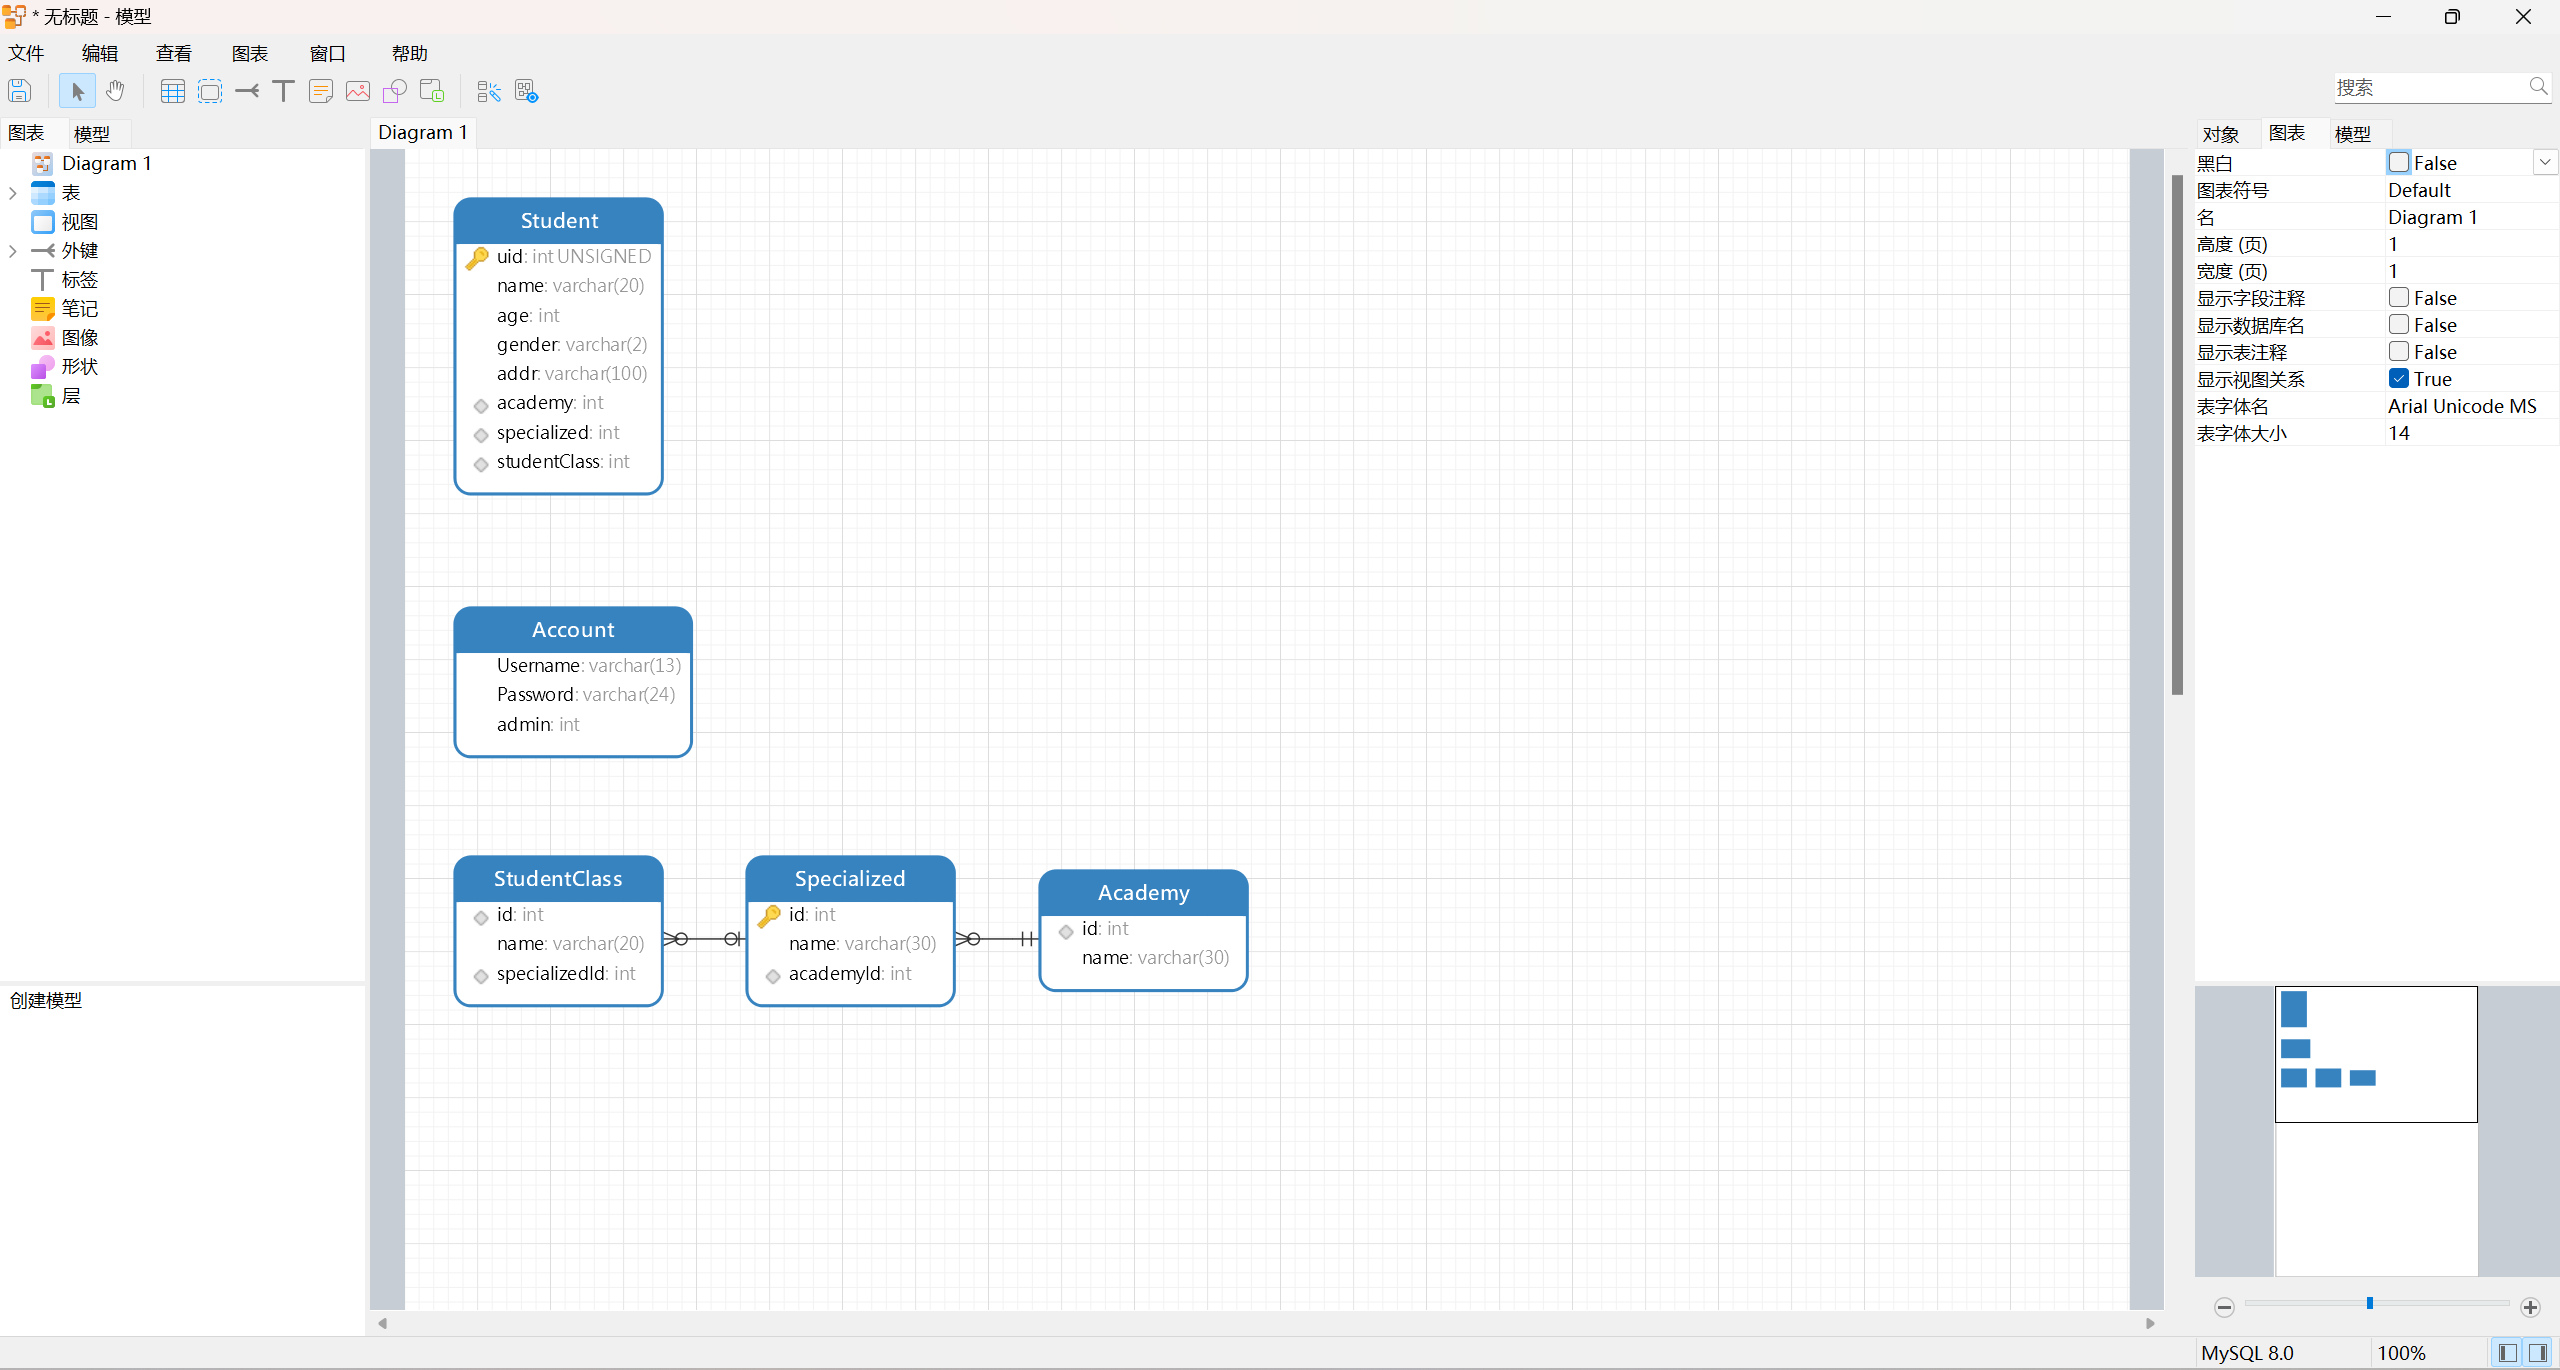 * 无标题 - 模型
文件 编辑 查看 图表 窗口 帮助
搜索
图表 模型
Diagram 1
表
视图
外键
标签
笔记
图像
形状
层
创建模型
Diagram 1
Student
uid: int UNSIGNED
name: varchar(20)
age: int
gender: varchar(2)
addr: varchar(100)
academy: int
specialized: int
studentClass: int
Account
Username: varchar(13)
Password: varchar(24)
admin: int
StudentClass
id: int
name: varchar(20)
specializedId: int
Specialized
id: int
name: varchar(30)
academyId: int
Academy
id: int
name: varchar(30)
对象 图表 模型
黑白 False
图表符号 Default
名 Diagram 1
高度 (页) 1
宽度 (页) 1
显示字段注释 False
显示数据库名 False
显示表注释 False
显示视图关系 True
表字体名 Arial Unicode MS
表字体大小 14
MySQL 8.0 100%